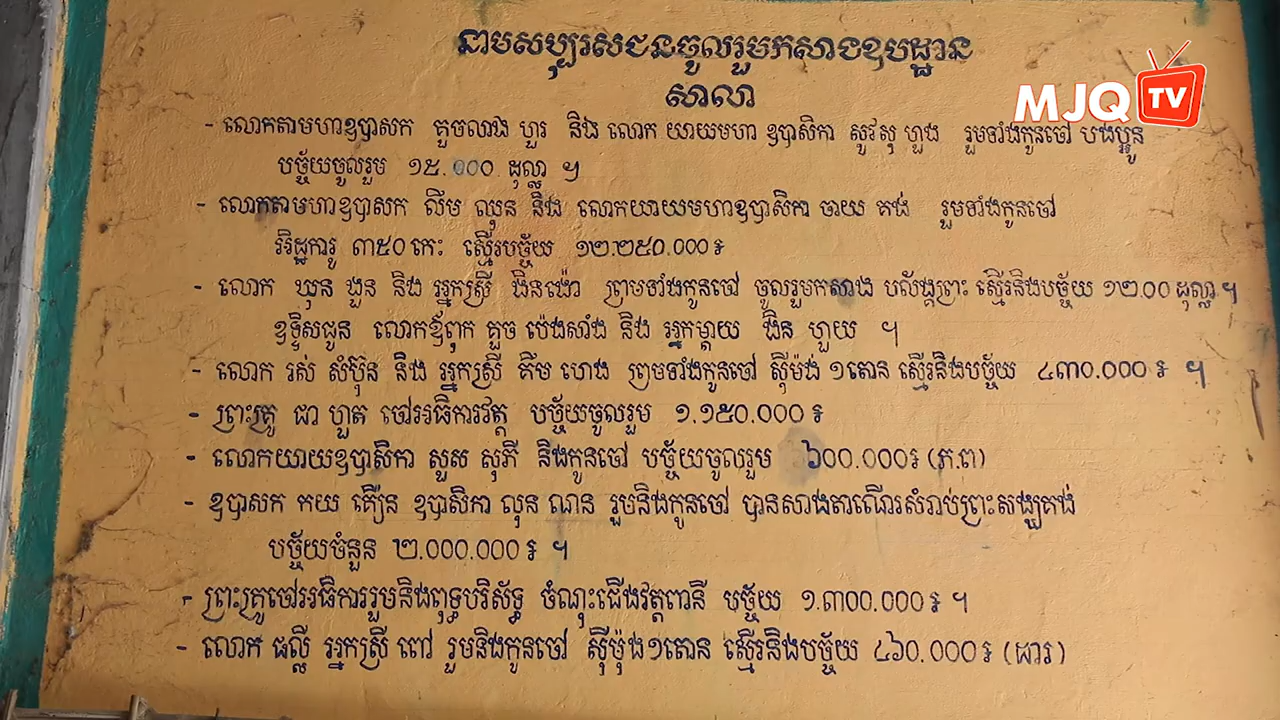 នាមសប្បុរសជនចូលរួមកសាងឧបដ្ឋាន
សាលា
MJQ TV
- លោកតាមហាឧបាសក គួចលាង ហួរ និង លោក យាយមហា ឧបាសិកា សូវសុ ហួង រួមទាំងកូនចៅ បងប្អូន
បច្ច័យចូលរួម ១៥.០០០ ដុល្លា ។
- លោកតាមហាឧបាសក លឹម ឈុន និង លោកយាយមហាឧបាសិកា ចាយ គង់ រួមទាំងកូនចៅ
អិដ្ឋការូ ៣៥០ កេះ ស្មើរបច្ច័យ ១២.២៥០.០០០៛
- លោក ឃុន ងួន និង អ្នកស្រី ងិនង៉ោ ព្រមទាំងកូនចៅ ចូលរួមកសាង បល័ង្គព្រះ ស្មើរនិងបច្ច័យ ១២០០ ដុល្លា ។
ឧទ្ទិសជូន លោកឪពុក គួច ប៉េងសាំង និង អ្នកម្ដាយ ង៉ិន ហួយ ។
- លោក រស់ សំប៊ុន និង អ្នកស្រី គឹម ហេង ព្រមទាំងកូនចៅ ស៊ីម៉ង់ ១តោន ស្មើរនិងបច្ច័យ ៤៣០.០០០៛ ។
- ព្រះគ្រូ ជា ហួត ចៅអធិការវត្ត បច្ច័យចូលរួម ១.១៥០.០០០៛
- លោកយាយឧបាសិកា សួស សុភី និងកូនចៅ បច្ច័យចូលរួម ៦០០.០០០៛ (ភ.ព)
- ឧបាសក កយ គឿន ឧបាសិកា លុន ណន រួមនិងកូនចៅ បានសាងតាណើរសំរាប់ព្រះសង្ឃគង់
បច្ច័យចំនួន ២.០០០.០០០៛ ។
- ព្រះគ្រូចៅអធិការរួមនិងពុទ្ធបរិស័ទ្ធ ចំណុះជើងវត្តពានី បច្ច័យ ១.៣០០.០០០៛ ។
- លោក ផល្លី អ្នកស្រី ពៅ រួមនិងកូនចៅ ស៊ីម៉ុង១តោន ស្មើរនិងបច្ច័យ ៤៦០.០០០៛ (ដារ)